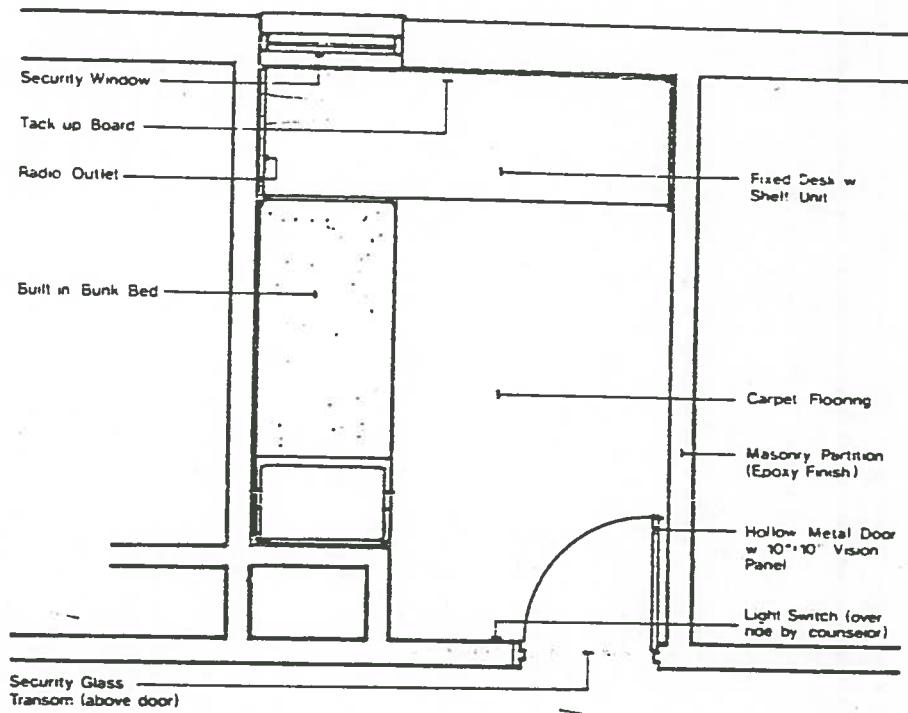 Security Window
Tack up Board
Radio Outlet
Built in Bunk Bed
Fixed Desk w
Shelf Unit
Carpet Flooring
Masonry Partition
(Epoxy Finish)
Hollow Metal Door
w 10"×10" Vision
Panel
Light Switch (over
ride by counselor)
Security Glass
Transom (above door)